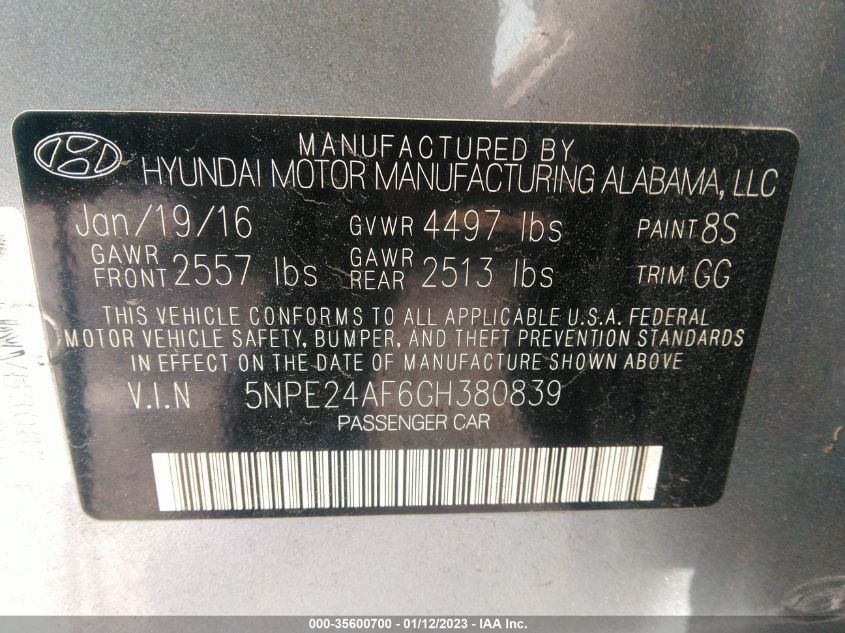 MANUFACTURED BY
HYUNDAI MOTOR MANUFACTURING ALABAMA, LLC
Jan/19/16 GVWR 4497 lbs PAINT 8S
GAWR FRONT 2557 lbs GAWR REAR 2513 lbs TRIM GG
THIS VEHICLE CONFORMS TO ALL APPLICABLE U.S.A. FEDERAL
MOTOR VEHICLE SAFETY, BUMPER, AND THEFT PREVENTION STANDARDS
IN EFFECT ON THE DATE OF MANUFACTURE SHOWN ABOVE.
V.I.N 5NPE24AF6GH380839
PASSENGER CAR
000-35600700 - 01/12/2023 - IAA Inc.